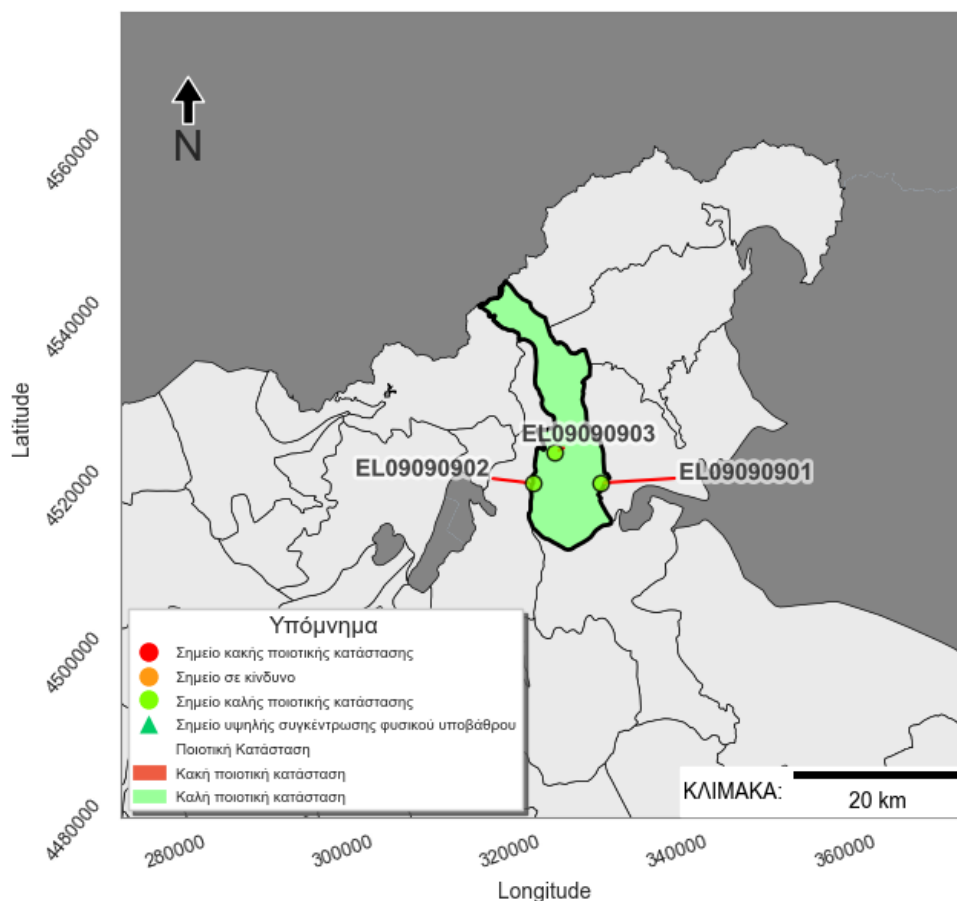 N
4560000
4540000
4520000
4500000
4480000
Latitude
EL09090903
EL09090902
EL09090901
Υπόμνημα
Σημείο κακής ποιοτικής κατάστασης
Σημείο σε κίνδυνο
Σημείο καλής ποιοτικής κατάστασης
Σημείο υψηλής συγκέντρωσης φυσικού υποβάθρου
Ποιοτική Κατάσταση
Κακή ποιοτική κατάσταση
Καλή ποιοτική κατάσταση
ΚΛΙΜΑΚΑ:
20 km
280000
300000
320000
340000
360000
Longitude